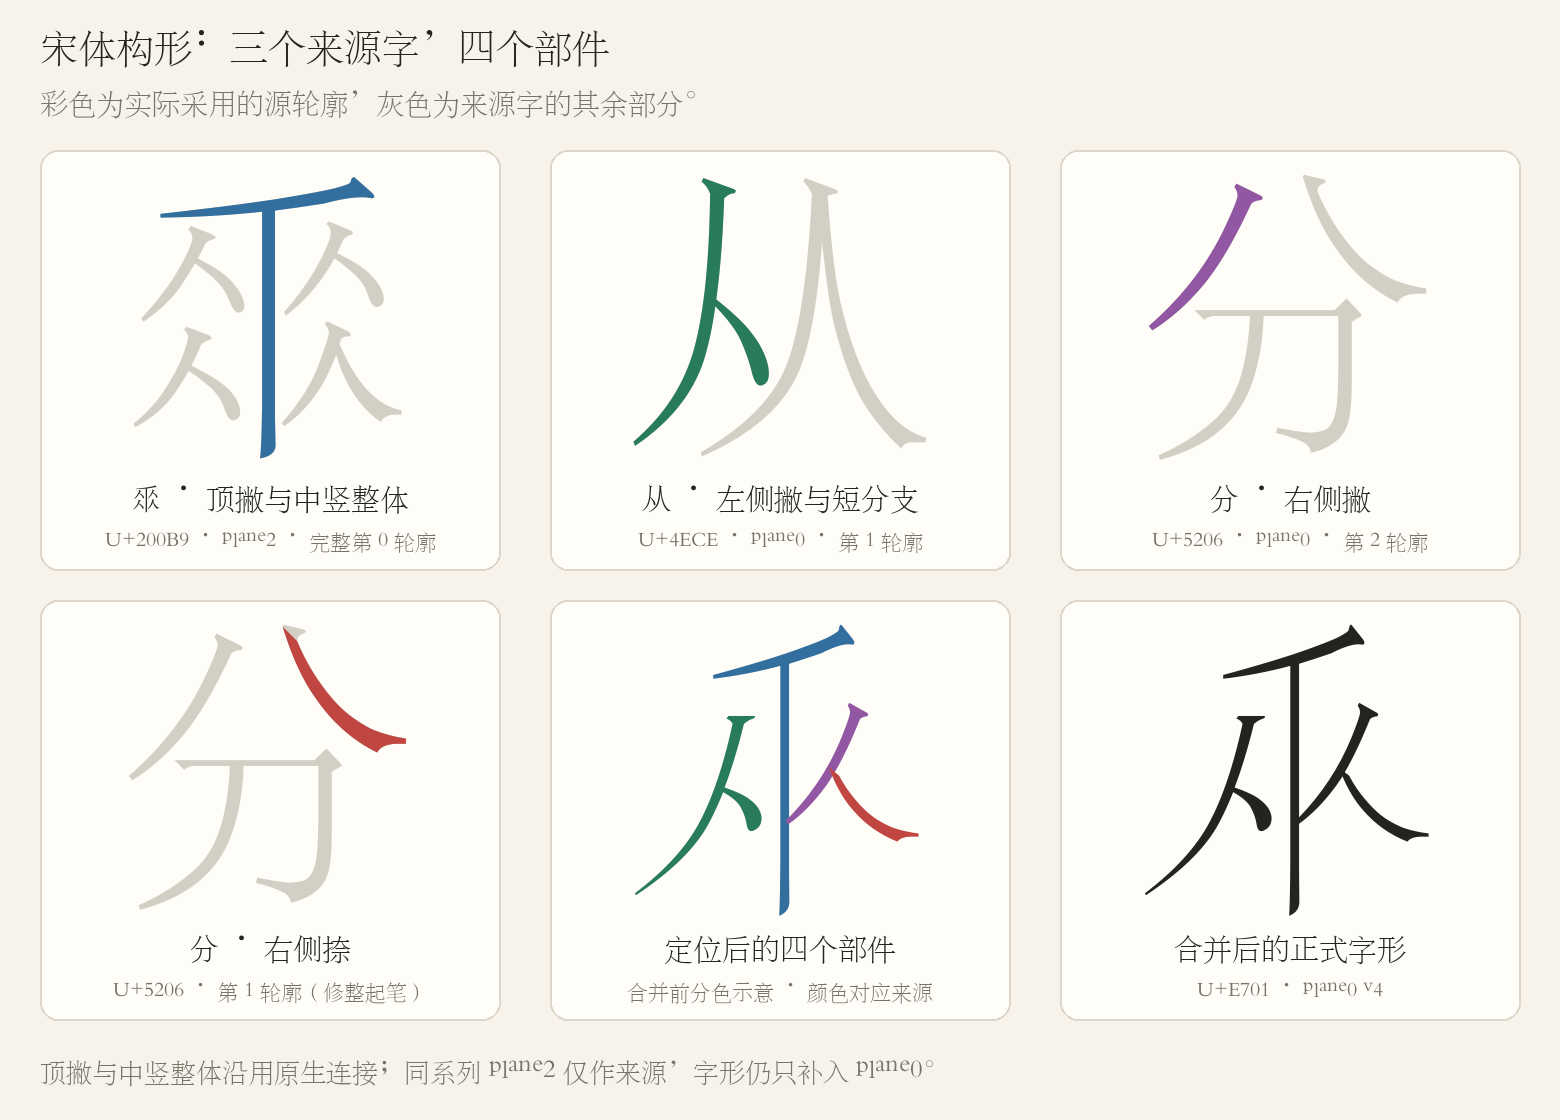 宋体构形：三个来源字，四个部件
彩色为实际采用的源轮廓，灰色为来源字的其余部分。
𠂹 · 顶撇与中竖整体
U+200B9 · plane2 · 完整第 0 轮廓
从 · 左侧撇与短分支
U+4ECE · plane0 · 第 1 轮廓
分 · 右侧撇
U+5206 · plane0 · 第 2 轮廓
分 · 右侧捺
U+5206 · 第 1 轮廓（修整起笔）
定位后的四个部件
合并前分色示意 · 颜色对应来源
合并后的正式字形
U+E701 · plane0 v4
顶撇与中竖整体沿用原生连接；同系列 plane2 仅作来源，字形仍只补入 plane0。